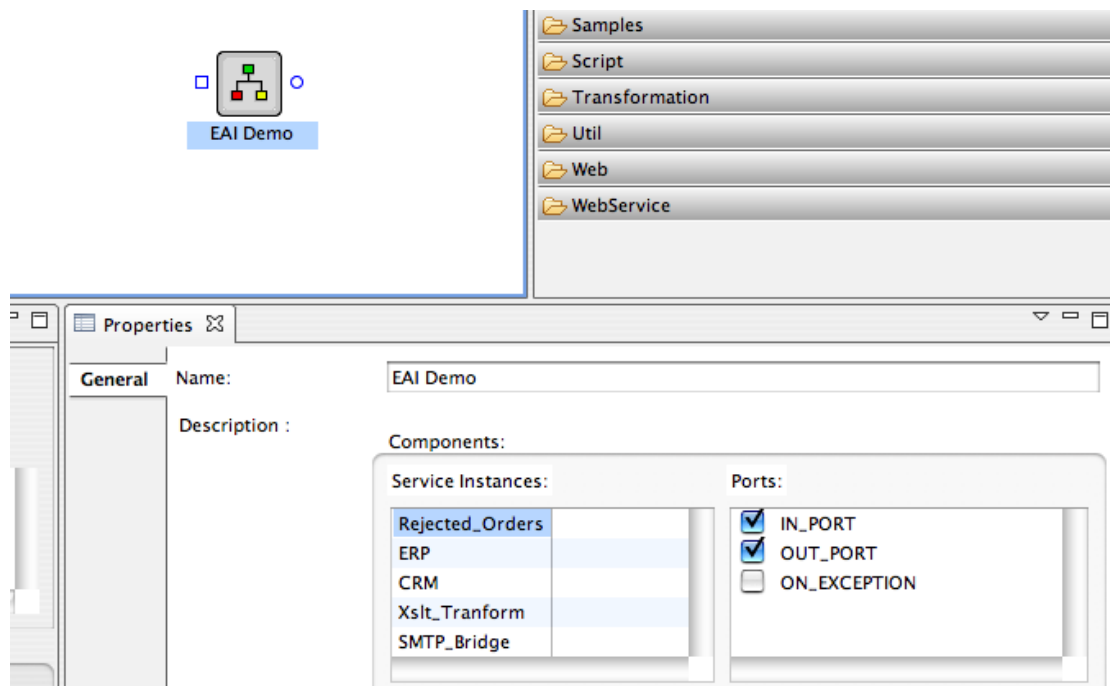 Samples
Script
EAI Demo
Transformation
Util
Web
WebService
Properties
General
Name:
EAI Demo
Description :
Components:
Service Instances:
Ports:
Rejected_Orders
IN_PORT
ERP
OUT_PORT
CRM
ON_EXCEPTION
Xslt_Tranform
SMTP_Bridge